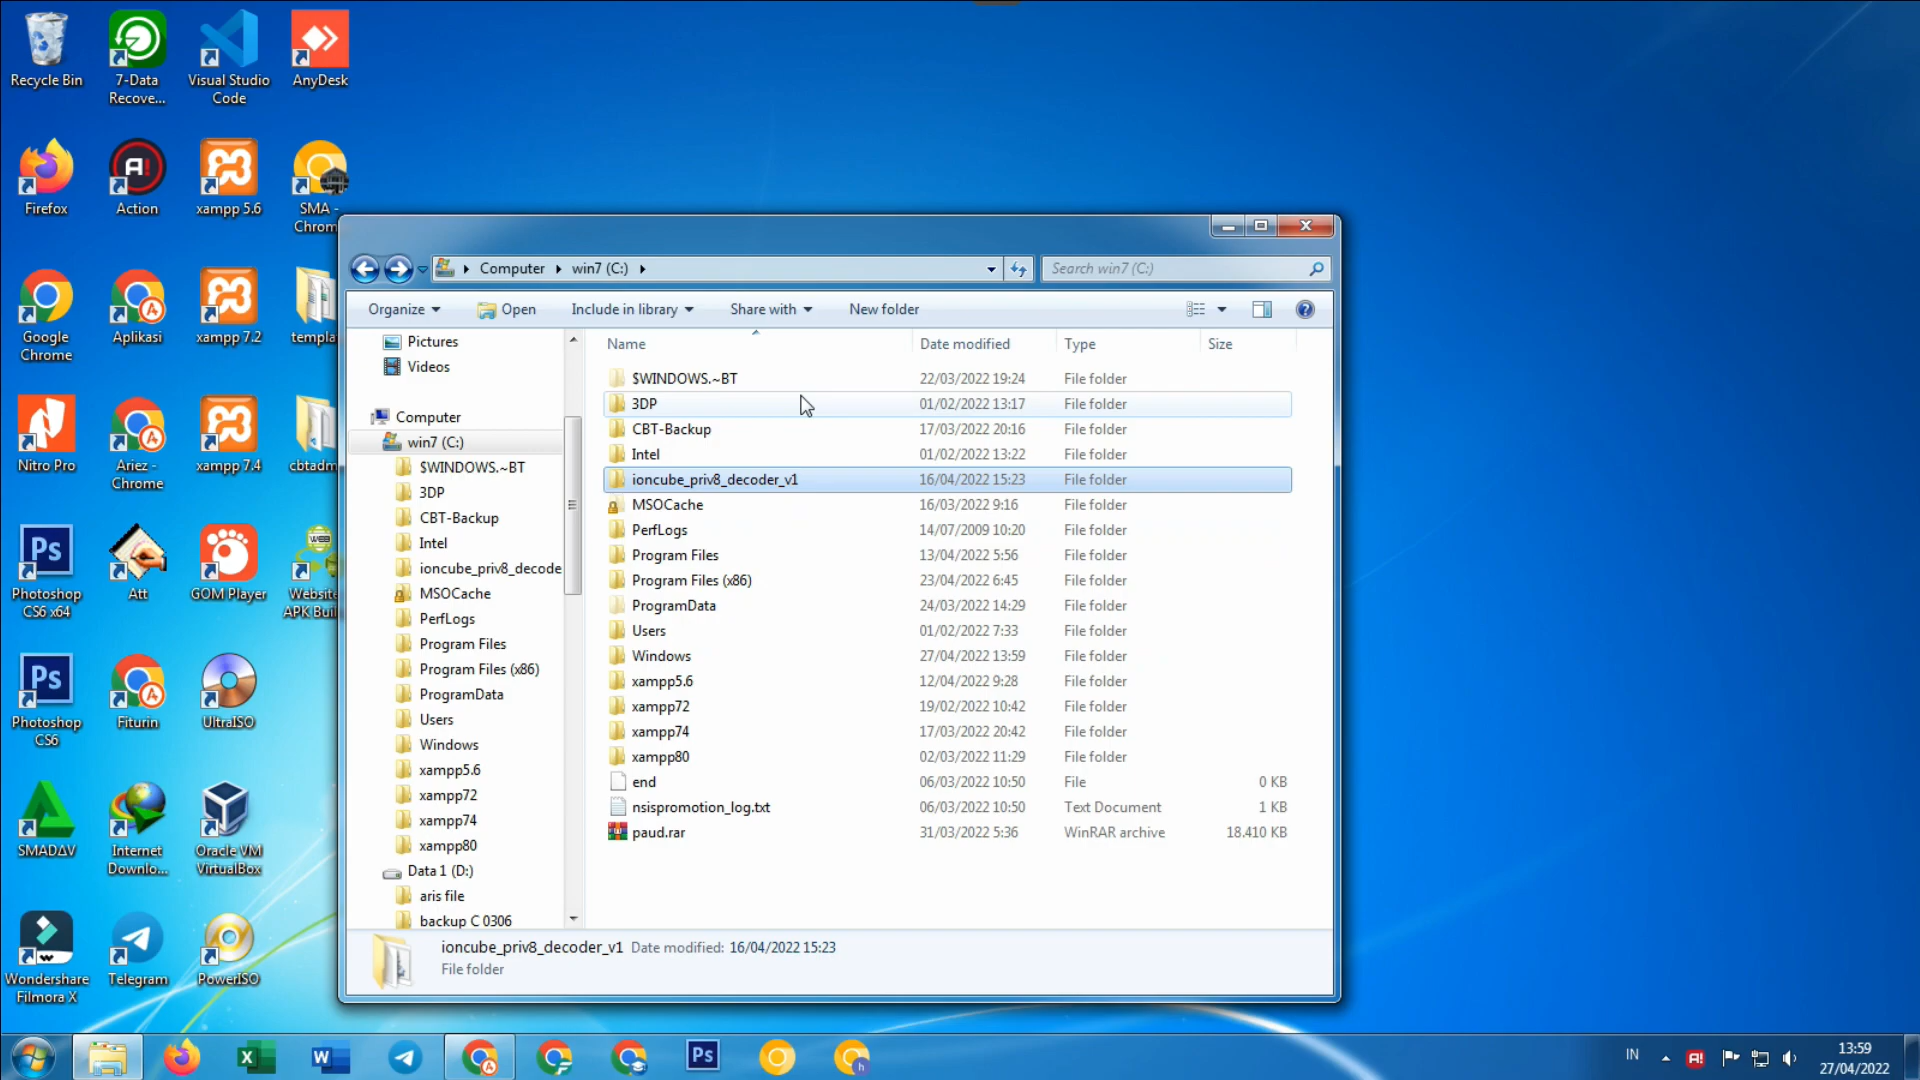 Recycle Bin
7-Data
Recove...
Visual Studio
Code
AnyDesk
Firefox
Action
xampp 5.6
SMA -
Chrom
Google
Chrome
Aplikasi
xampp 7.2
templa
Nitro Pro
Ariez -
Chrome
xampp 7.4
cbtadm
Ps
Photoshop
CS6 x64
Att
GOM Player
WEB
Website
APK Buil
Ps
Photoshop
CS6
Fiturin
UltraISO
SMADΔV
Internet
Downlo...
Oracle VM
VirtualBox
Wondershare
Filmora X
Telegram
PowerISO
Computer
win7 (C:)
Search win7 (C:)
Organize
Open
Include in library
Share with
New folder
Pictures
Videos
Computer
win7 (C:)
$WINDOWS.~BT
3DP
CBT-Backup
Intel
ioncube_priv8_decode
MSOCache
PerfLogs
Program Files
Program Files (x86)
ProgramData
Users
Windows
xampp5.6
xampp72
xampp74
xampp80
Data 1 (D:)
aris file
backup C 0306
Name Date modified Type Size
$WINDOWS.~BT 22/03/2022 19:24 File folder
3DP 01/02/2022 13:17 File folder
CBT-Backup 17/03/2022 20:16 File folder
Intel 01/02/2022 13:22 File folder
ioncube_priv8_decoder_v1 16/04/2022 15:23 File folder
MSOCache 16/03/2022 9:16 File folder
PerfLogs 14/07/2009 10:20 File folder
Program Files 13/04/2022 5:56 File folder
Program Files (x86) 23/04/2022 6:45 File folder
ProgramData 24/03/2022 14:29 File folder
Users 01/02/2022 7:33 File folder
Windows 27/04/2022 13:59 File folder
xampp5.6 12/04/2022 9:28 File folder
xampp72 19/02/2022 10:42 File folder
xampp74 17/03/2022 20:42 File folder
xampp80 02/03/2022 11:29 File folder
end 06/03/2022 10:50 File 0 KB
nsispromotion_log.txt 06/03/2022 10:50 Text Document 1 KB
paud.rar 31/03/2022 5:36 WinRAR archive 18.410 KB
ioncube_priv8_decoder_v1 Date modified: 16/04/2022 15:23
File folder
Ps
IN
A!
13:59
27/04/2022